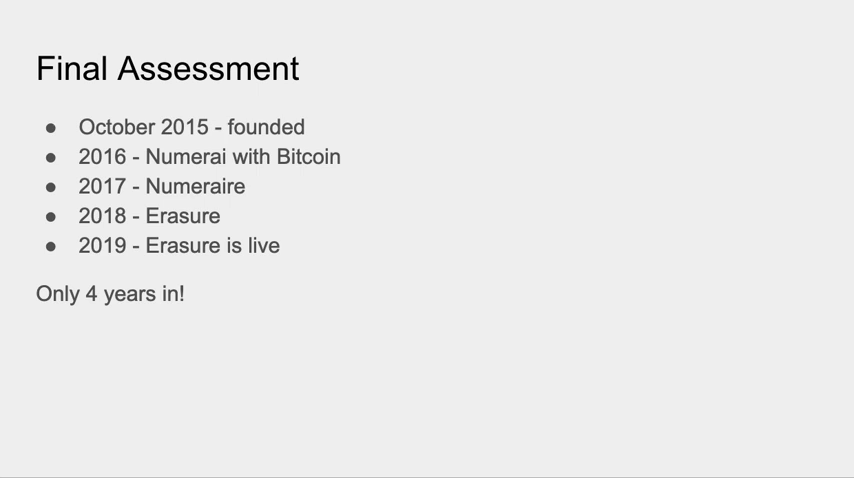 Final Assessment
● October 2015 - founded
● 2016 - Numerai with Bitcoin
● 2017 - Numeraire
● 2018 - Erasure
● 2019 - Erasure is live
Only 4 years in!